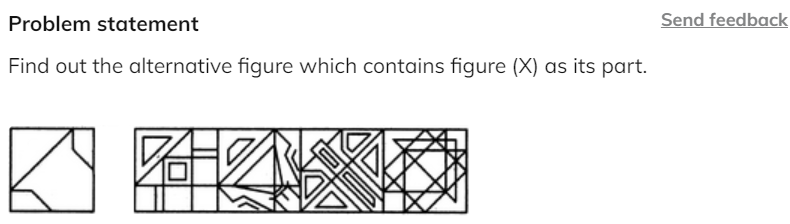 Problem statement
Send feedback
Find out the alternative figure which contains figure (X) as its part.